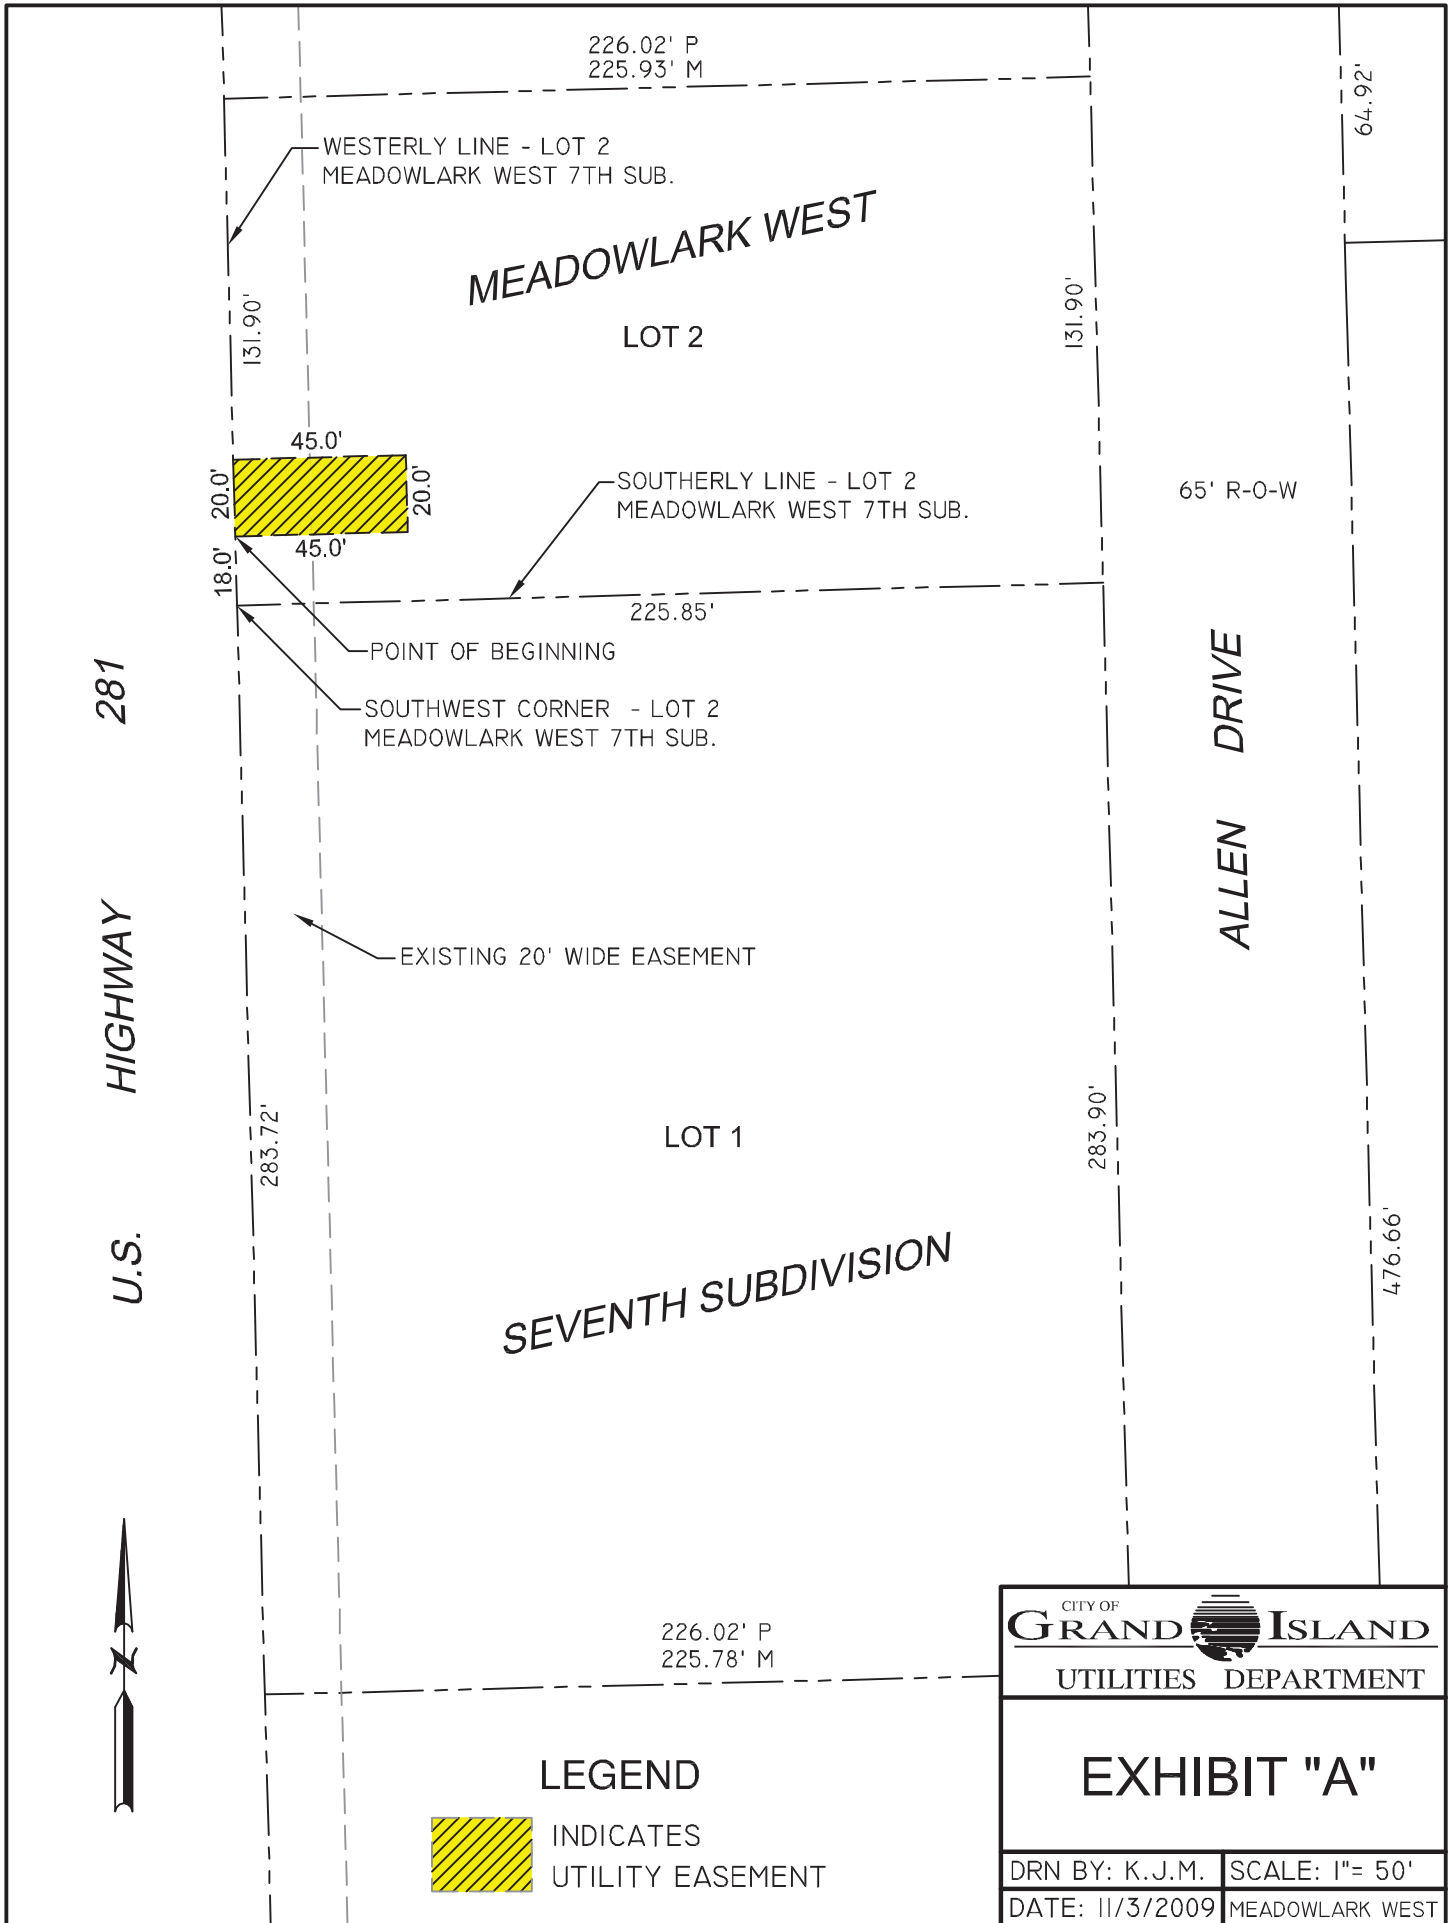 226.02' P
225.93' M
64.92'
WESTERLY LINE - LOT 2
MEADOWLARK WEST 7TH SUB.
MEADOWLARK WEST
131.90'
131.90'
LOT 2
45.0'
20.0'
20.0'
45.0'
18.0'
SOUTHERLY LINE - LOT 2
MEADOWLARK WEST 7TH SUB.
65' R-O-W
225.85'
POINT OF BEGINNING
SOUTHWEST CORNER - LOT 2
MEADOWLARK WEST 7TH SUB.
U.S. HIGHWAY 281
ALLEN DRIVE
EXISTING 20' WIDE EASEMENT
283.72'
LOT 1
283.90'
476.66'
SEVENTH SUBDIVISION
Z
226.02' P
225.78' M
LEGEND
INDICATES
UTILITY EASEMENT
CITY OF
GRAND ISLAND
UTILITIES DEPARTMENT
EXHIBIT "A"
DRN BY: K.J.M.
SCALE: 1"= 50'
DATE: 11/3/2009
MEADOWLARK WEST